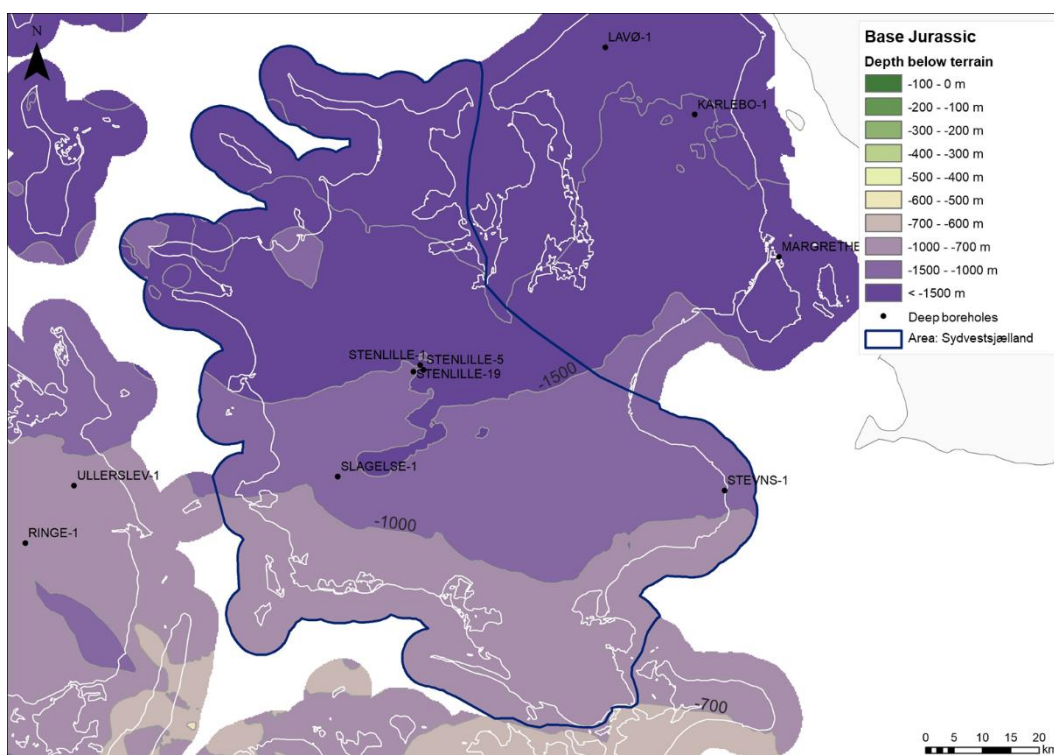 N
LAVØ-1
KARLEBO-1
MARGRETHE
STENLILLE-1
STENLILLE-5
STENLILLE-19
-1500
SLAGELSE-1
STEVNS-1
ULLERSLEV-1
RINGE-1
-1000
-700
Base Jurassic
Depth below terrain
-100 - 0 m
-200 - -100 m
-300 - -200 m
-400 - -300 m
-500 - -400 m
-600 - -500 m
-700 - -600 m
-1000 - -700 m
-1500 - -1000 m
< -1500 m
Deep boreholes
Area: Sydvestsjælland
0 5 10 15 20
km